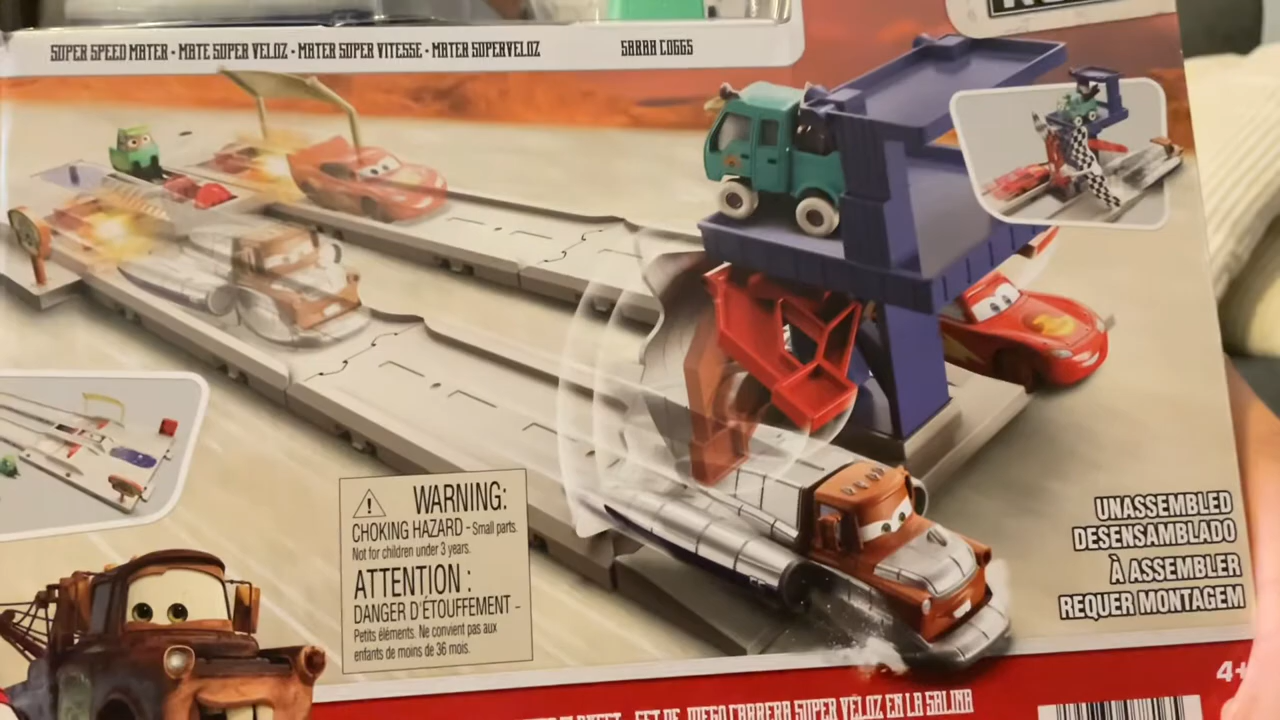 SUPER SPEED MATER • MATE SUPER VELOZ • MATER SUPER VITESSE • MATER SUPERVELOZ
SARAH COGGS
WARNING:
CHOKING HAZARD - Small parts.
Not for children under 3 years.
ATTENTION :
DANGER D'ÉTOUFFEMENT -
Petits éléments. Ne convient pas aux
enfants de moins de 36 mois.
UNASSEMBLED
DESENSAMBLADO
À ASSEMBLER
REQUER MONTAGEM
4+
SET DE JUEGO CARRERA SUPER VELOZ EN LA SALINA